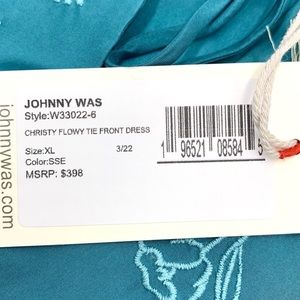 JOHNNY WAS
Style:W33022-6
CHRISTY FLOWY TIE FRONT DRESS
Size:XL 3/22
Color:SSE
MSRP: $398
1 96521 08584 5
johnnywas.com